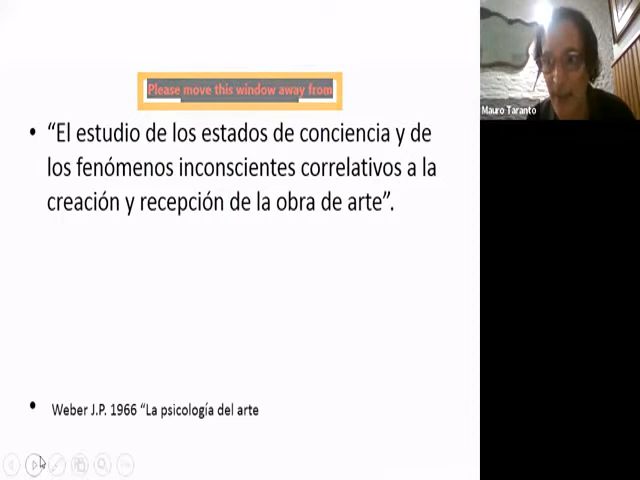 Please move this window away from
• “El estudio de los estados de conciencia y de
los fenómenos inconscientes correlativos a la
creación y recepción de la obra de arte”.
• Weber J.P. 1966 “La psicología del arte
Mauro Taranto